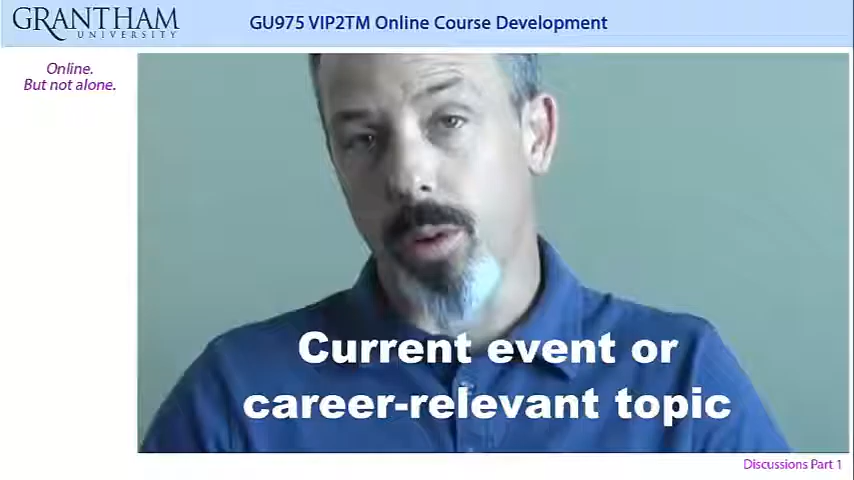 GRANTHAM
UNIVERSITY
GU975 VIP2TM Online Course Development
Online.
But not alone.
Current event or
career-relevant topic
Discussions Part 1